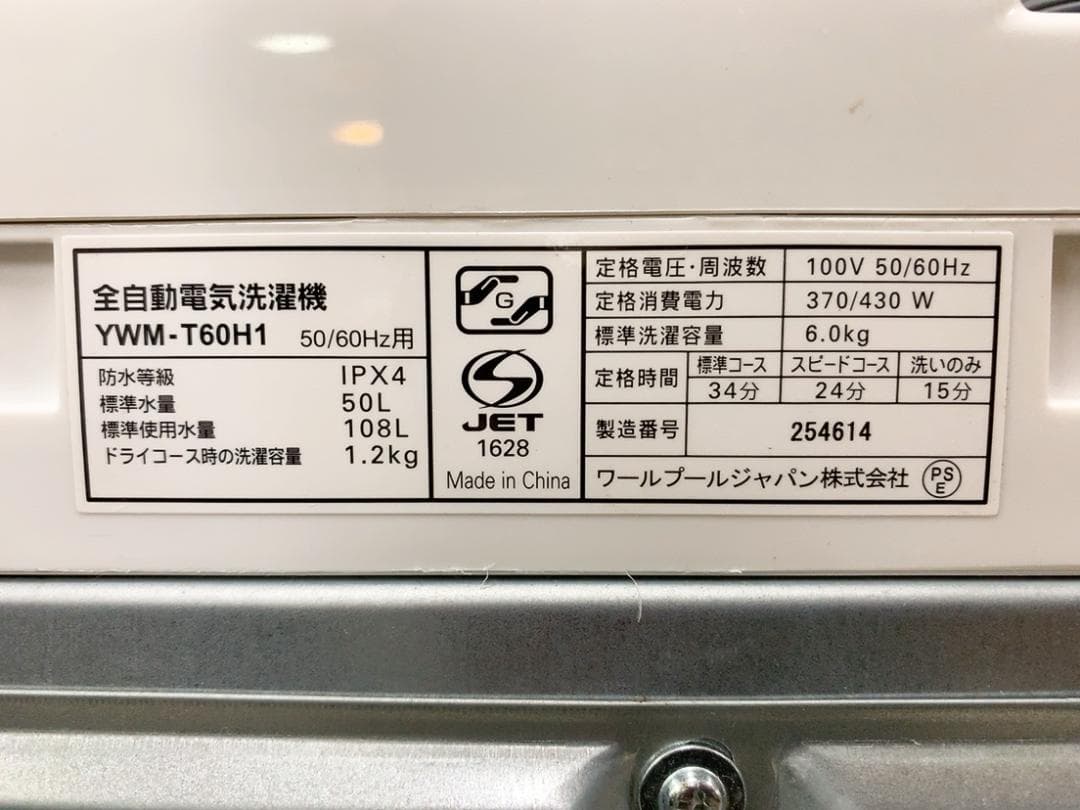 全自動電気洗濯機
YWM-T60H1 50/60Hz用
防水等級 IPX4
標準水量 50L
標準使用水量 108L
ドライコース時の洗濯容量 1.2kg
G
S
JET
1628
Made in China
定格電圧・周波数 100V 50/60Hz
定格消費電力 370/430 W
標準洗濯容量 6.0kg
定格時間 標準コース スピードコース 洗いのみ
34分 24分 15分
製造番号 254614
ワールプールジャパン株式会社 PS E